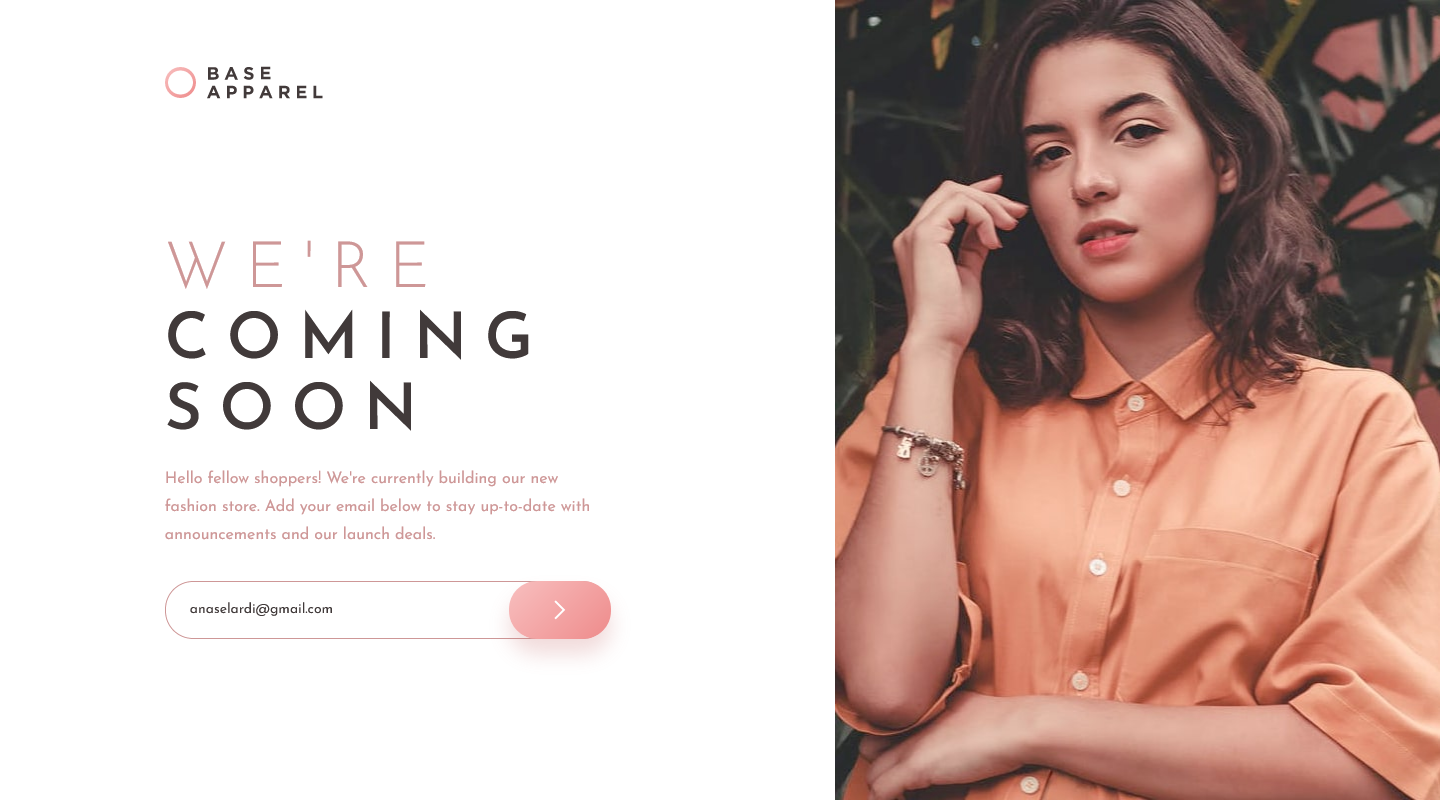 BASE
APPAREL
WE'RE
COMING
SOON
Hello fellow shoppers! We're currently building our new
fashion store. Add your email below to stay up-to-date with
announcements and our launch deals.
anaselardi@gmail.com